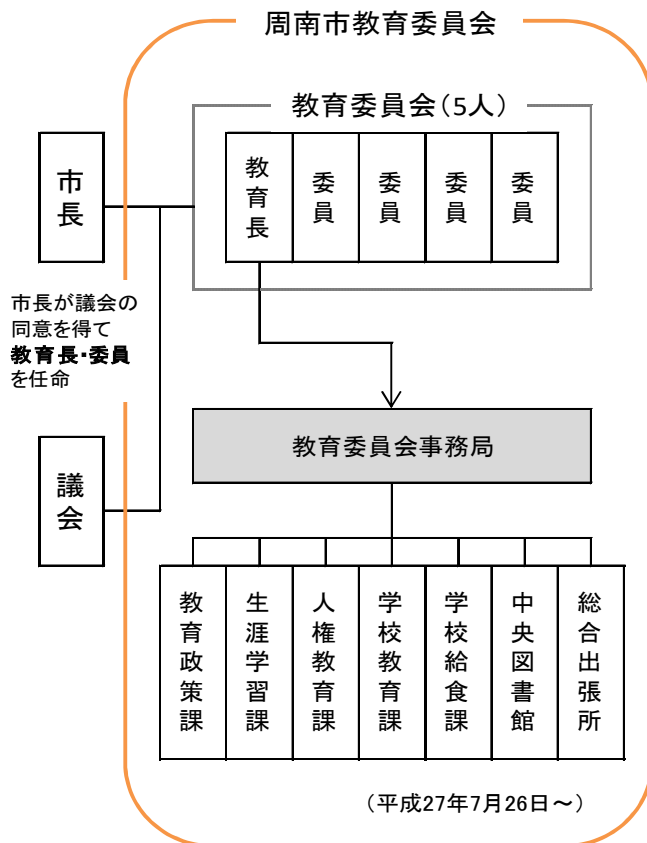 周南市教育委員会
教育委員会（5人）
市長
教育長
委員
委員
委員
委員
市長が議会の
同意を得て
教育長・委員
を任命
教育委員会事務局
議会
教育政策課
生涯学習課
人権教育課
学校教育課
学校給食課
中央図書館
総合出張所
（平成27年7月26日～）